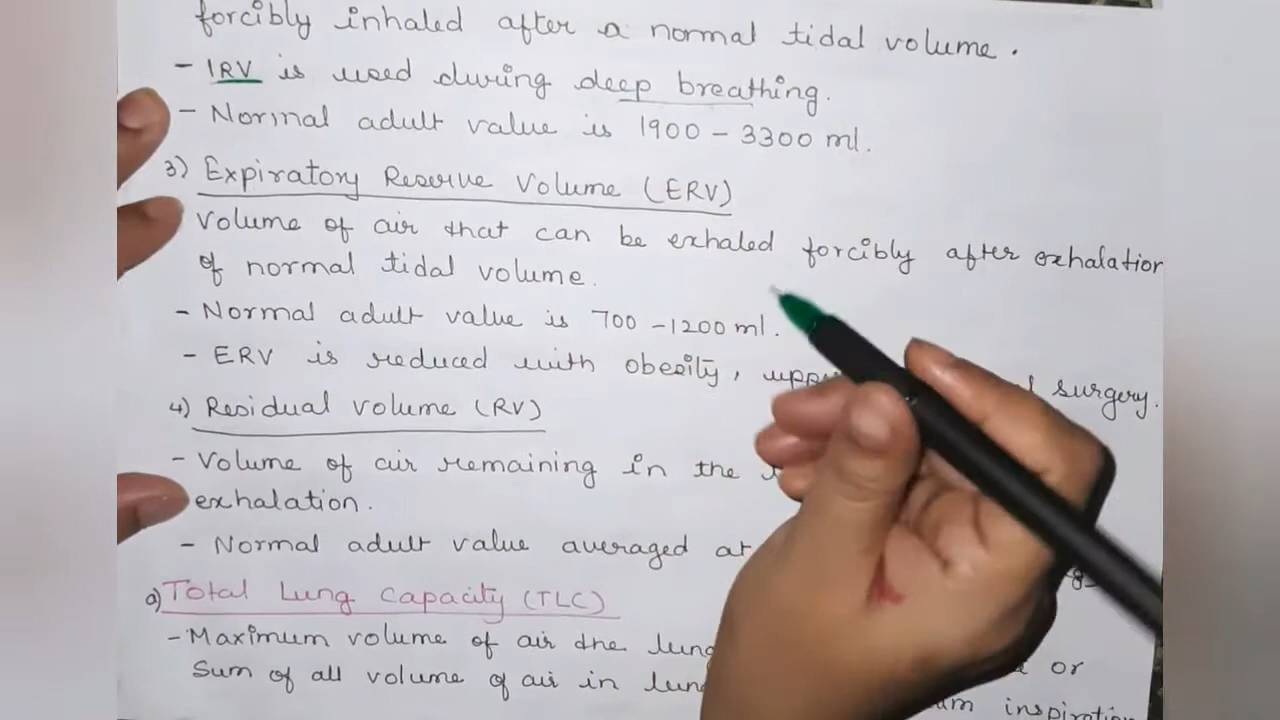 forcibly inhaled after a normal tidal volume.
- IRV is used during deep breathing.
- Normal adult value is 1900 - 3300 ml.
3) Expiratory Reserve Volume (ERV)
Volume of air that can be exhaled forcibly after exhalation
of normal tidal volume.
- Normal adult value is 700 - 1200 ml.
- ERV is reduced with obesity, surgery.
4) Residual volume (RV)
- Volume of air remaining in the
exhalation.
- Normal adult value averaged at
a) Total Lung Capacity (TLC)
- Maximum volume of air the lung or
Sum of all volume of air in lung inspiration